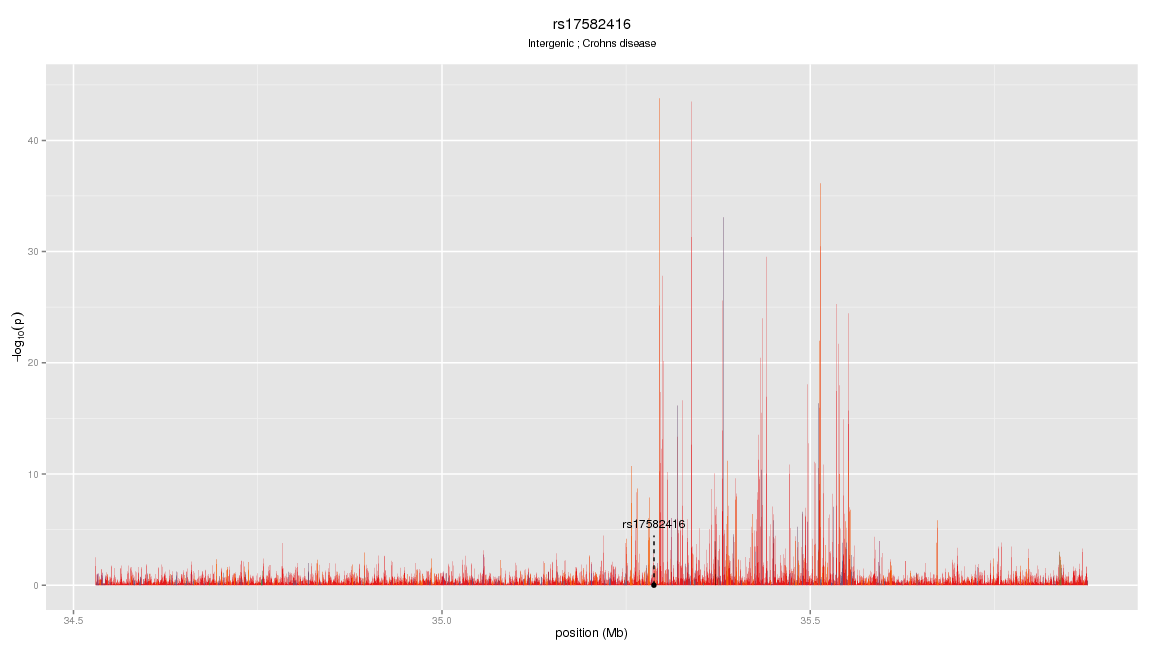 rs17582416
Intergenic ; Crohns disease
40
30
20
10
0
−log10(p)
rs17582416
34.5
35.0
35.5
position (Mb)